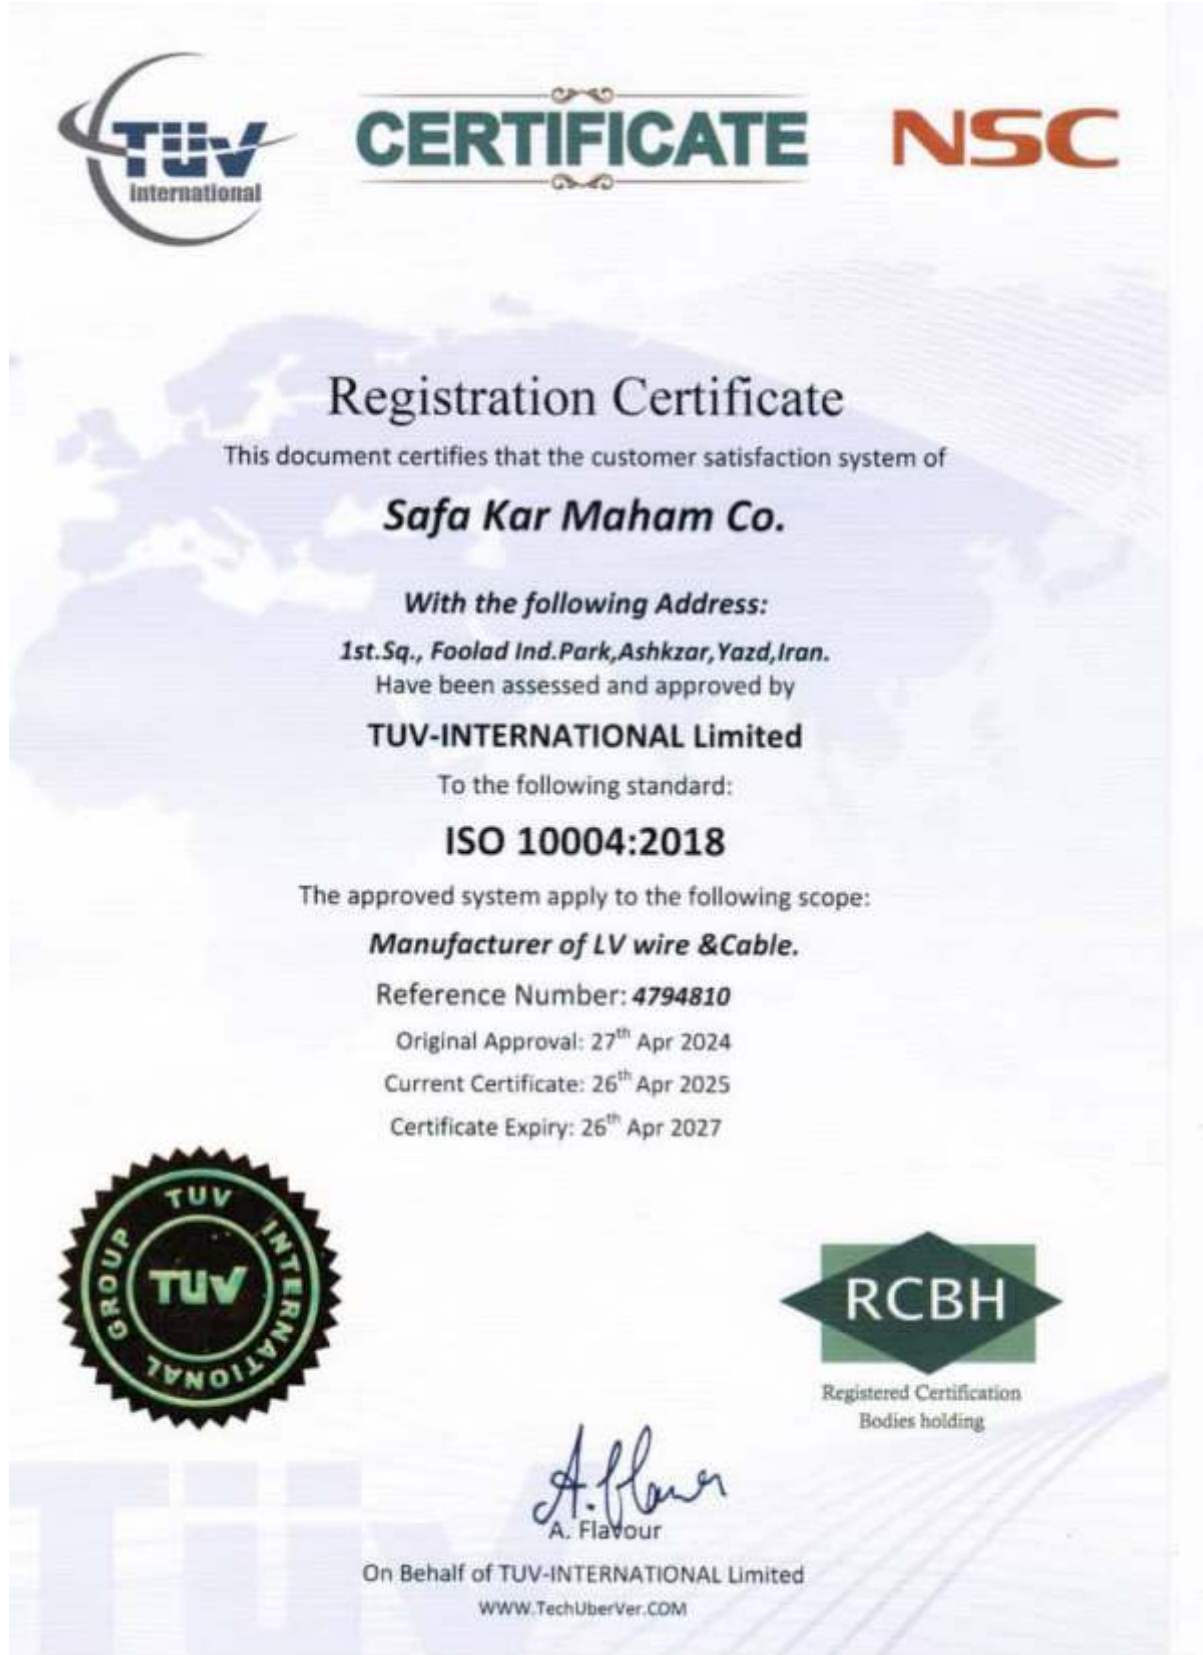 TÜV
international
CERTIFICATE
NSC
Registration Certificate
This document certifies that the customer satisfaction system of
Safa Kar Maham Co.
With the following Address:
1st.Sq., Foolad Ind.Park,Ashkzar,Yazd,Iran.
Have been assessed and approved by
TUV-INTERNATIONAL Limited
To the following standard:
ISO 10004:2018
The approved system apply to the following scope:
Manufacturer of LV wire &Cable.
Reference Number: 4794810
Original Approval: 27th Apr 2024
Current Certificate: 26th Apr 2025
Certificate Expiry: 26th Apr 2027
GROUP TUV INTERNATIONAL
TUV
RCBH
Registered Certification
Bodies holding
A. Flavour
A. Flavour
On Behalf of TUV-INTERNATIONAL Limited
WWW.TechUberVer.COM
TÜV